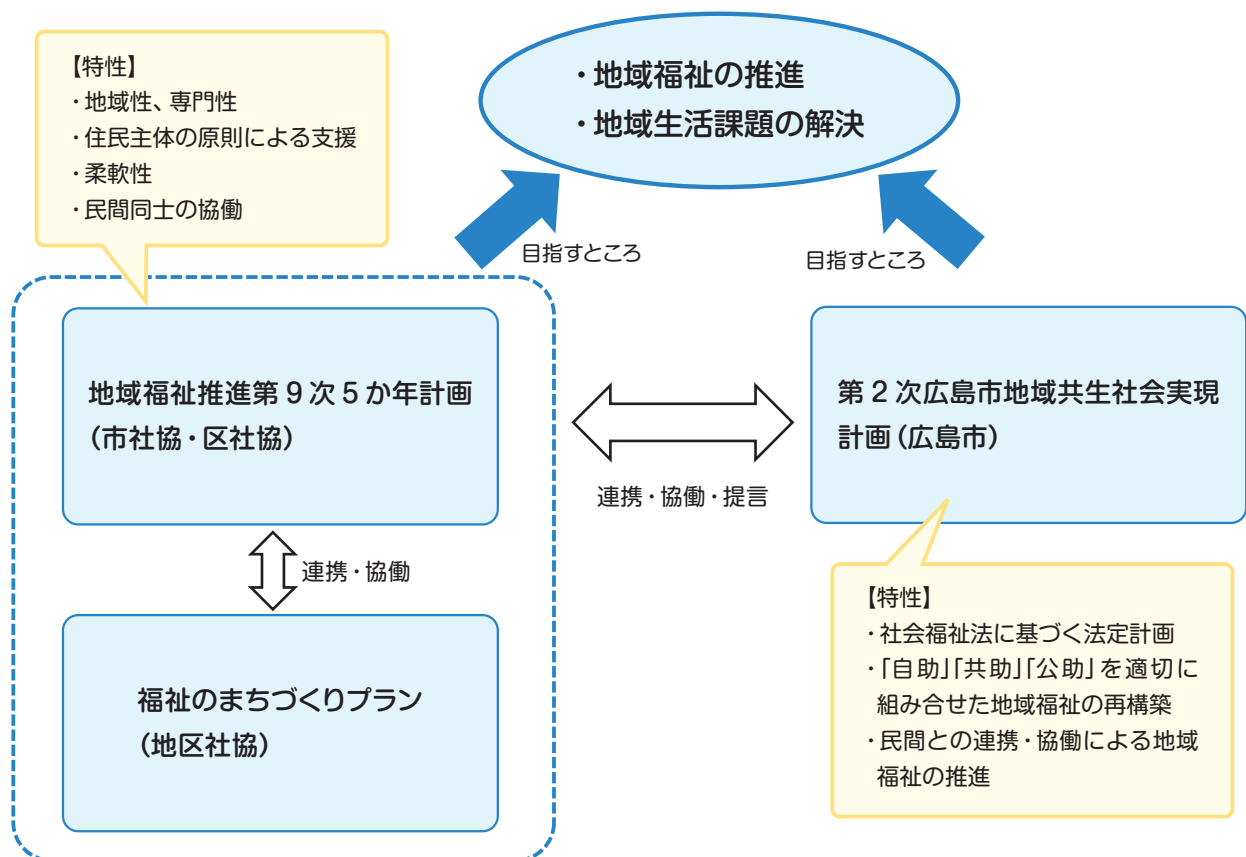 ・地域福祉の推進
・地域生活課題の解決
【特性】
・地域性、専門性
・住民主体の原則による支援
・柔軟性
・民間同士の協働
目指すところ
目指すところ
地域福祉推進第9次5か年計画
（市社協・区社協）
連携・協働・提言
第2次広島市地域共生社会実現
計画（広島市）
連携・協働
福祉のまちづくりプラン
（地区社協）
【特性】
・社会福祉法に基づく法定計画
・「自助」「共助」「公助」を適切に
組み合せた地域福祉の再構築
・民間との連携・協働による地域
福祉の推進